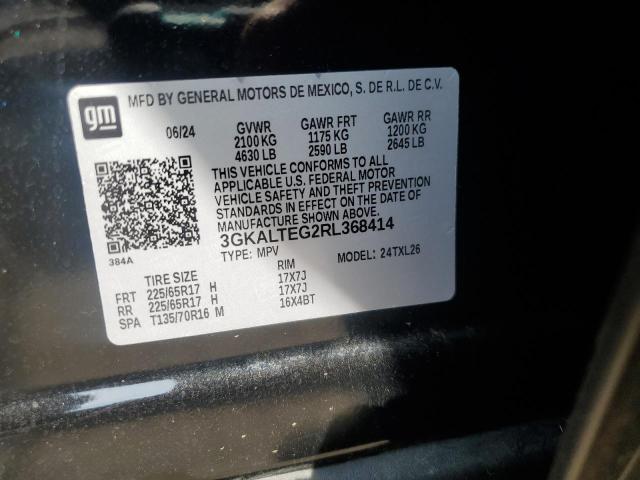 MFD BY GENERAL MOTORS DE MEXICO, S. DE R.L. DE C.V.
gm
06/24 GVWR GAWR FRT GAWR RR
2100 KG 1175 KG 1200 KG
4630 LB 2590 LB 2645 LB
THIS VEHICLE CONFORMS TO ALL
APPLICABLE U.S. FEDERAL MOTOR
VEHICLE SAFETY AND THEFT PREVENTION
STANDARDS IN EFFECT ON THE DATE OF
MANUFACTURE SHOWN ABOVE.
3GKALTEG2RL368414
384A
TYPE: MPV MODEL: 24TXL26
TIRE SIZE RIM
FRT 225/65R17 H 17X7J
RR 225/65R17 H 17X7J
SPA T135/70R16 M 16X4BT